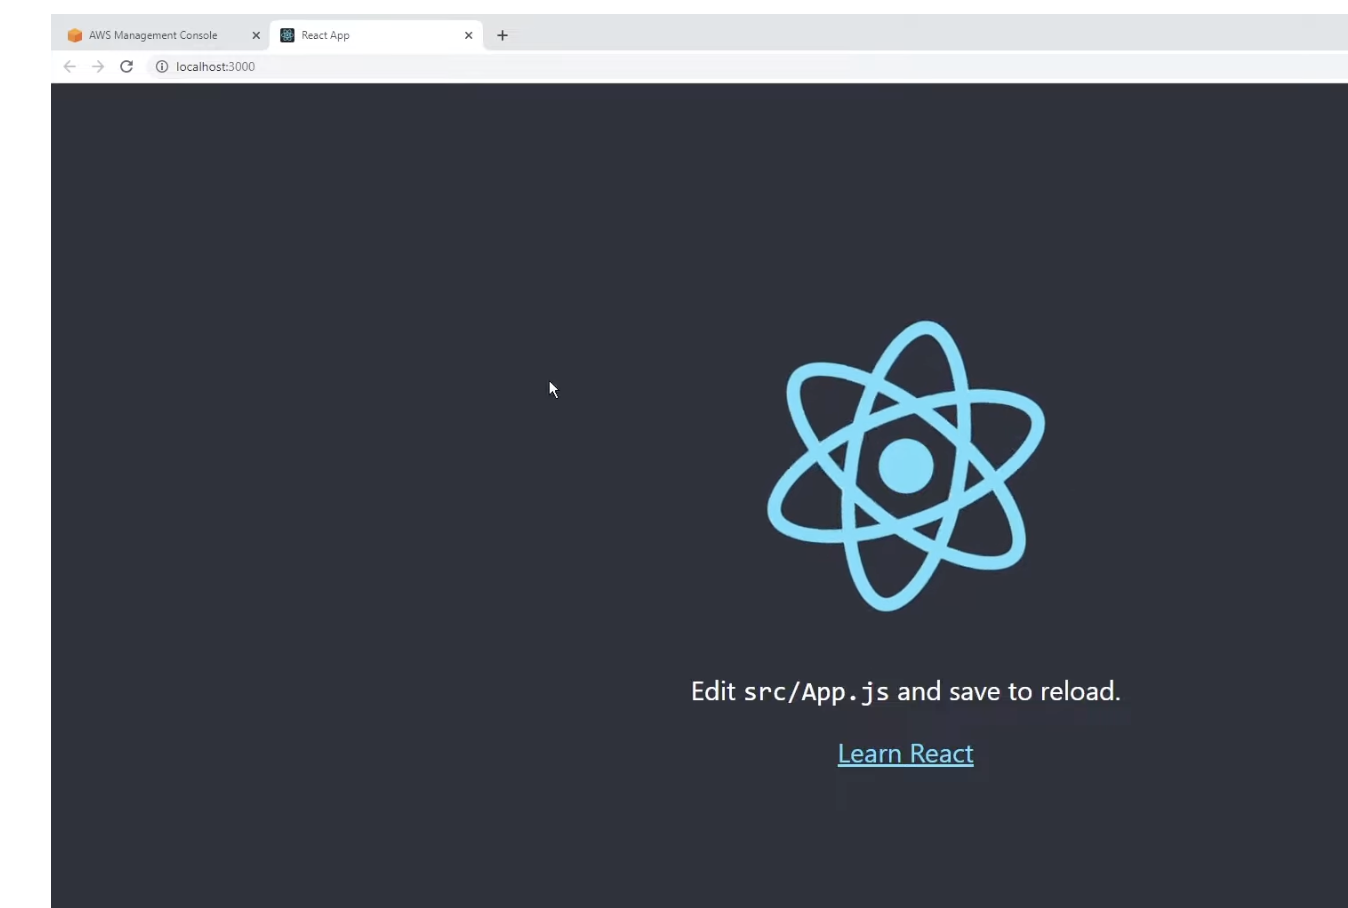 AWS Management Console
React App
localhost:3000
Edit src/App.js and save to reload.
Learn React